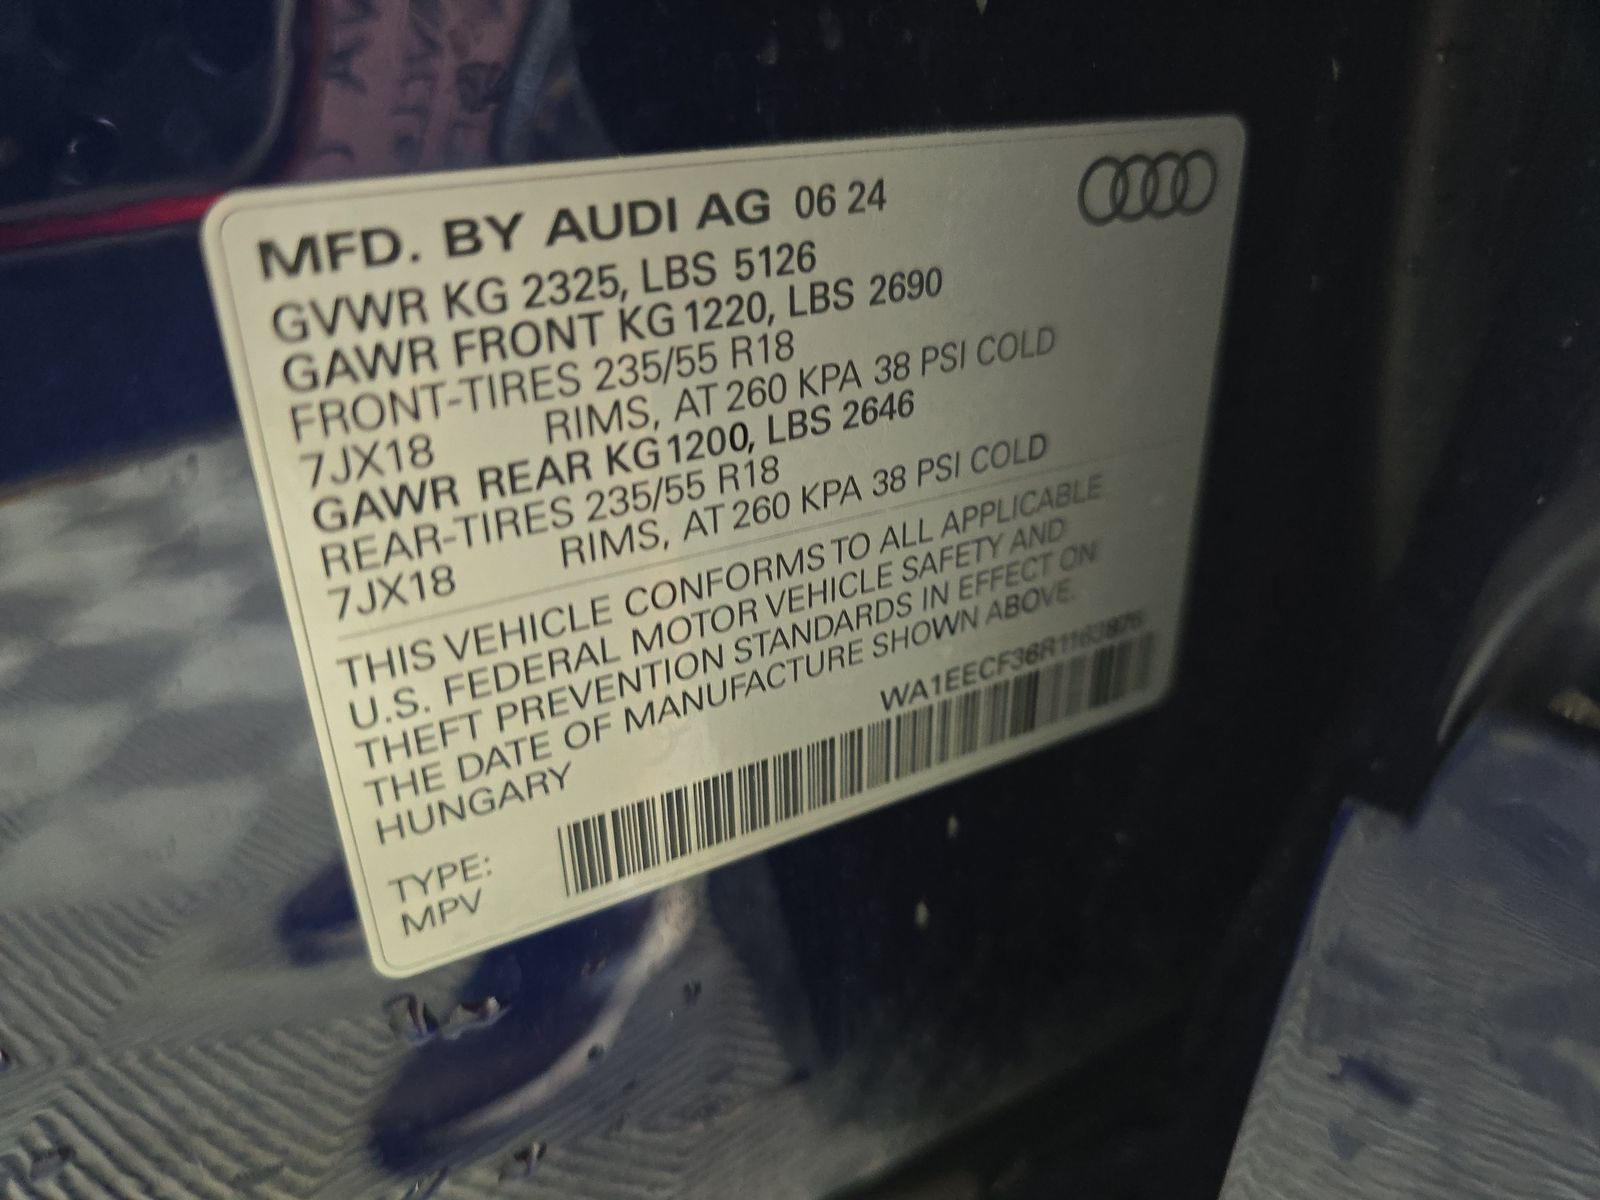 MFD. BY AUDI AG 06 24
GVWR KG 2325, LBS 5126
GAWR FRONT KG 1220, LBS 2690
FRONT-TIRES 235/55 R18
7JX18 RIMS, AT 260 KPA 38 PSI COLD
GAWR REAR KG 1200, LBS 2646
REAR-TIRES 235/55 R18
7JX18 RIMS, AT 260 KPA 38 PSI COLD
THIS VEHICLE CONFORMS TO ALL APPLICABLE
U.S. FEDERAL MOTOR VEHICLE SAFETY AND
THEFT PREVENTION STANDARDS IN EFFECT ON
THE DATE OF MANUFACTURE SHOWN ABOVE.
HUNGARY
TYPE:
MPV